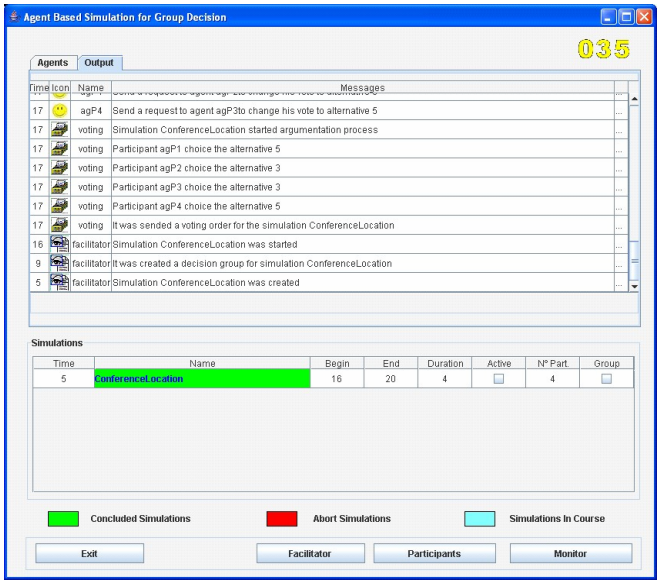 Agent Based Simulation for Group Decision
035
Agents Output
Time Icon Name Messages
17 agP4 Send a request to agent agP3to change his vote to alternative 5 ...
17 voting Simulation ConferenceLocation started argumentation process ...
17 voting Participant agP1 choice the alternative 5 ...
17 voting Participant agP2 choice the alternative 3 ...
17 voting Participant agP3 choice the alternative 3 ...
17 voting Participant agP4 choice the alternative 5 ...
17 voting It was sended a voting order for the simulation ConferenceLocation ...
16 facilitator Simulation ConferenceLocation was started ...
9 facilitator It was created a decision group for simulation ConferenceLocation ...
5 facilitator Simulation ConferenceLocation was created ...
Simulations
Time Name Begin End Duration Active Nº Part. Group
5 ConferenceLocation 16 20 4 4
Concluded Simulations Abort Simulations Simulations In Course
Exit Facilitator Participants Monitor